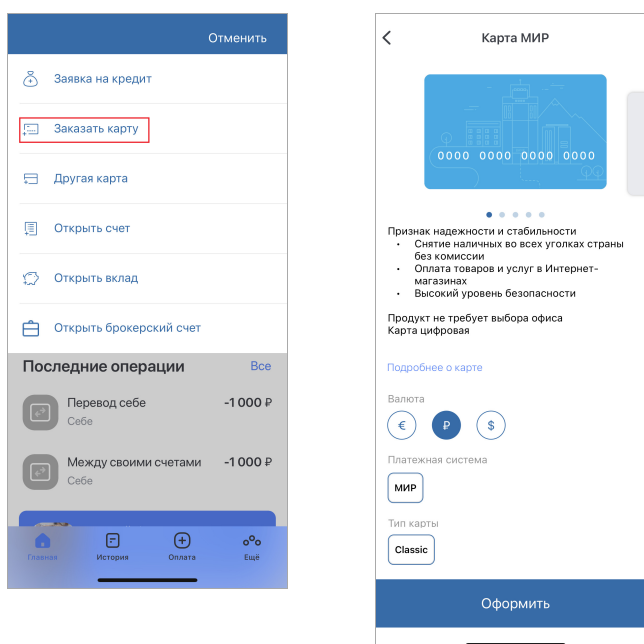 Отменить
Заявка на кредит
Заказать карту
Другая карта
Открыть счет
Открыть вклад
Открыть брокерский счет
Последние операции Все
Перевод себе -1 000 ₽
Себе
Между своими счетами -1 000 ₽
Себе
Главная История Оплата Ещё
Карта МИР
0000 0000 0000 0000
Признак надежности и стабильности
• Снятие наличных во всех уголках страны
без комиссии
• Оплата товаров и услуг в Интернет-
магазинах
• Высокий уровень безопасности
Продукт не требует выбора офиса
Карта цифровая
Подробнее о карте
Валюта
€ ₽ $
Платежная система
МИР
Тип карты
Classic
Оформить